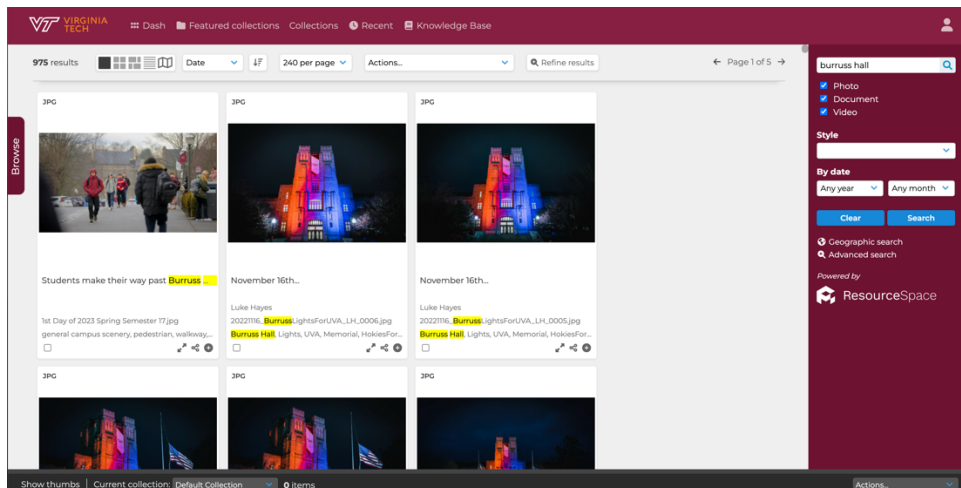 VIRGINIA TECH
Dash Featured collections Collections Recent Knowledge Base
975 results Date 240 per page Actions... Refine results Page 1 of 5
Browse
JPG
Students make their way past Burruss ...
1st Day of 2023 Spring Semester 17.jpg
general campus scenery, pedestrian, walkway,...
JPG
November 16th...
Luke Hayes
20221116_BurrussLightsForUVA_LH_0006.jpg
Burruss Hall, Lights, UVA, Memorial, HokiesFor...
JPG
November 16th...
Luke Hayes
20221116_BurrussLightsForUVA_LH_0005.jpg
Burruss Hall, Lights, UVA, Memorial, HokiesFor...
JPG
JPG
JPG
burruss hall
Photo
Document
Video
Style
By date
Any year Any month
Clear Search
Geographic search
Advanced search
Powered by
ResourceSpace
Show thumbs Current collection: Default Collection 0 items Actions...